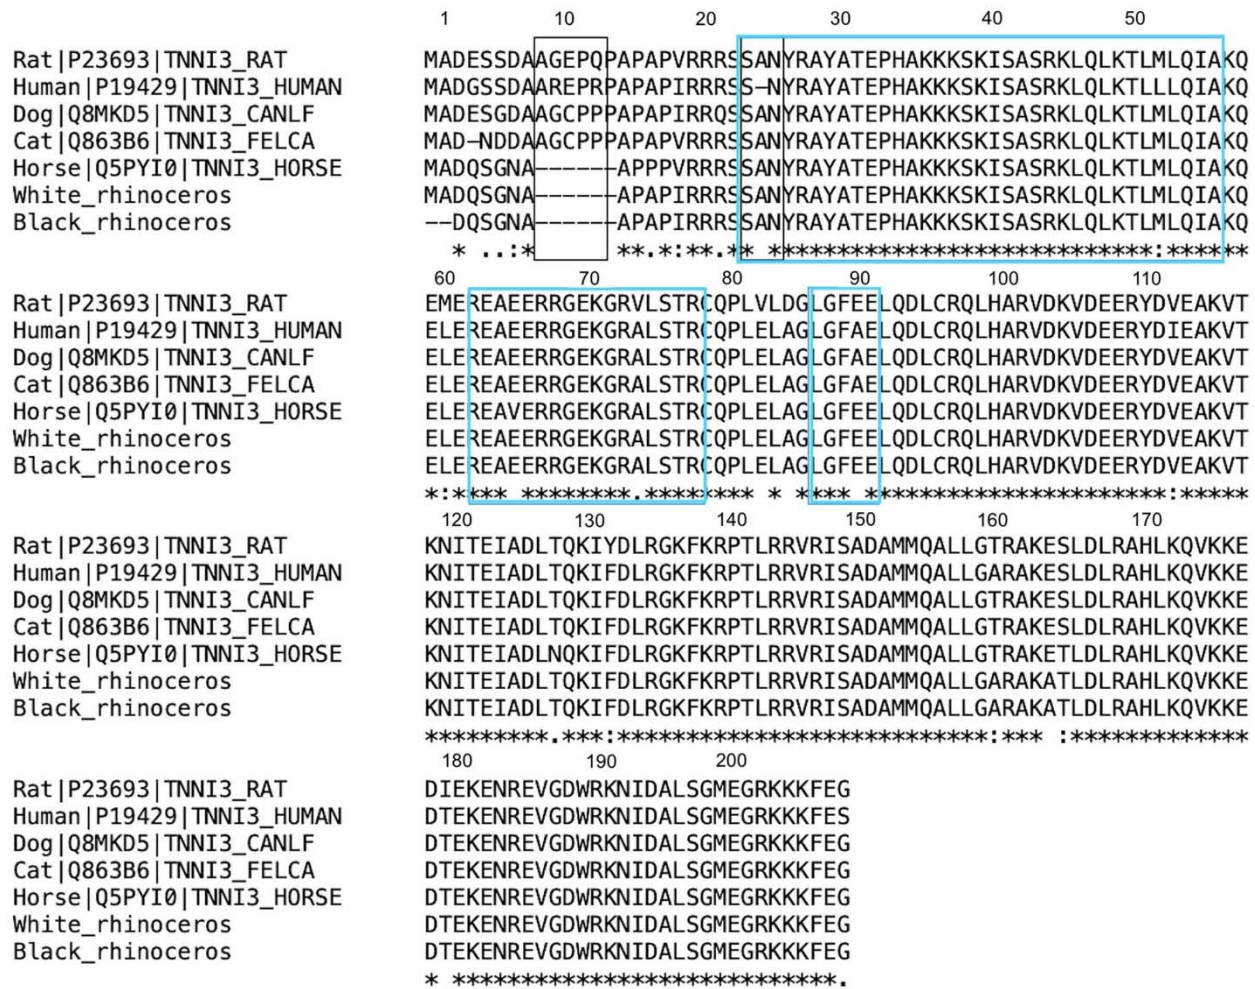 1 10 20 30 40 50
Rat|P23693|TNNI3_RAT MADESSDAAGEPQPAPAPVRRRSSANYRAYATEPHAKKKSKISASRKLQLKTLMLQIAKQ
Human|P19429|TNNI3_HUMAN MADGSSDAAREPRPAPAPIRRRSS-NYRAYATEPHAKKKSKISASRKLQLKTLLLQIAKQ
Dog|Q8MKD5|TNNI3_CANLF MADESGDAAGCPPPAPAPIRRQSSANYRAYATEPHAKKKSKISASRKLQLKTLMLQIAKQ
Cat|Q863B6|TNNI3_FELCA MAD-NDDAAGCPPPAPAPVRRRSSANYRAYATEPHAKKKSKISASRKLQLKTLMLQIAKQ
Horse|Q5PYI0|TNNI3_HORSE MADQSGNA------APPPVRRRSSANYRAYATEPHAKKKSKISASRKLQLKTLMLQIAKQ
White_rhinoceros MADQSGNA------APAPIRRRSSANYRAYATEPHAKKKSKISASRKLQLKTLMLQIAKQ
Black_rhinoceros --DQSGNA------APAPIRRRSSANYRAYATEPHAKKKSKISASRKLQLKTLMLQIAKQ
* ..:* **.*:**.** ***************************:******
60 70 80 90 100 110
Rat|P23693|TNNI3_RAT EMEREAEERRGEKGRVLSTRCQPLVLDGLGFEELQDLCRQLHARVDKVDEERYDVEAKVT
Human|P19429|TNNI3_HUMAN ELEREAEERRGEKGRALSTRCQPLELAGLGFAELQDLCRQLHARVDKVDEERYDIEAKVT
Dog|Q8MKD5|TNNI3_CANLF ELEREAEERRGEKGRALSTRCQPLELAGLGFAELQDLCRQLHARVDKVDEERYDVEAKVT
Cat|Q863B6|TNNI3_FELCA ELEREAEERRGEKGRALSTRCQPLELAGLGFAELQDLCRQLHARVDKVDEERYDVEAKVT
Horse|Q5PYI0|TNNI3_HORSE ELEREAVERRGEKGRALSTRCQPLELAGLGFEELQDLCRQLHARVDKVDEERYDVEAKVT
White_rhinoceros ELEREAEERRGEKGRALSTRCQPLELAGLGFEELQDLCRQLHARVDKVDEERYDVEAKVT
Black_rhinoceros ELEREAEERRGEKGRALSTRCQPLELAGLGFEELQDLCRQLHARVDKVDEERYDVEAKVT
*:**** ********.******** * **** **********************:*****
120 130 140 150 160 170
Rat|P23693|TNNI3_RAT KNITEIADLTQKIYDLRGKFKRPTLRRVRISADAMMQALLGTRAKESLDLRAHLKQVKKE
Human|P19429|TNNI3_HUMAN KNITEIADLTQKIFDLRGKFKRPTLRRVRISADAMMQALLGARAKESLDLRAHLKQVKKE
Dog|Q8MKD5|TNNI3_CANLF KNITEIADLTQKIFDLRGKFKRPTLRRVRISADAMMQALLGTRAKESLDLRAHLKQVKKE
Cat|Q863B6|TNNI3_FELCA KNITEIADLTQKIFDLRGKFKRPTLRRVRISADAMMQALLGTRAKESLDLRAHLKQVKKE
Horse|Q5PYI0|TNNI3_HORSE KNITEIADLNQKIFDLRGKFKRPTLRRVRISADAMMQALLGTRAKETLDLRAHLKQVKKE
White_rhinoceros KNITEIADLTQKIFDLRGKFKRPTLRRVRISADAMMQALLGARAKATLDLRAHLKQVKKE
Black_rhinoceros KNITEIADLTQKIFDLRGKFKRPTLRRVRISADAMMQALLGARAKATLDLRAHLKQVKKE
*********.***:***************************:*** :*************
180 190 200
Rat|P23693|TNNI3_RAT DIEKENREVGDWRKNIDALSGMEGRKKKFEG
Human|P19429|TNNI3_HUMAN DTEKENREVGDWRKNIDALSGMEGRKKKFES
Dog|Q8MKD5|TNNI3_CANLF DTEKENREVGDWRKNIDALSGMEGRKKKFEG
Cat|Q863B6|TNNI3_FELCA DTEKENREVGDWRKNIDALSGMEGRKKKFEG
Horse|Q5PYI0|TNNI3_HORSE DTEKENREVGDWRKNIDALSGMEGRKKKFEG
White_rhinoceros DTEKENREVGDWRKNIDALSGMEGRKKKFEG
Black_rhinoceros DTEKENREVGDWRKNIDALSGMEGRKKKFEG
* ****************************.